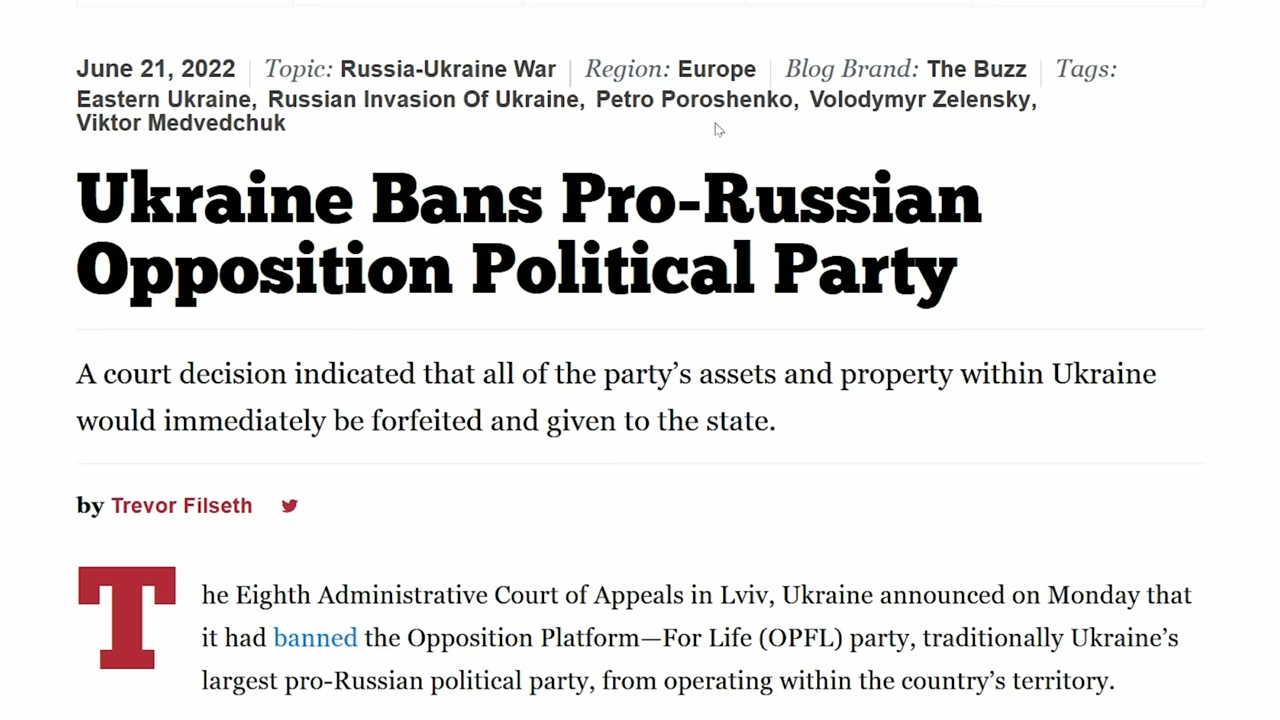 June 21, 2022 Topic: Russia-Ukraine War Region: Europe Blog Brand: The Buzz Tags:
Eastern Ukraine, Russian Invasion Of Ukraine, Petro Poroshenko, Volodymyr Zelensky,
Viktor Medvedchuk
Ukraine Bans Pro-Russian
Opposition Political Party
A court decision indicated that all of the party’s assets and property within Ukraine
would immediately be forfeited and given to the state.
by Trevor Filseth
The Eighth Administrative Court of Appeals in Lviv, Ukraine announced on Monday that
it had banned the Opposition Platform—For Life (OPFL) party, traditionally Ukraine’s
largest pro-Russian political party, from operating within the country’s territory.